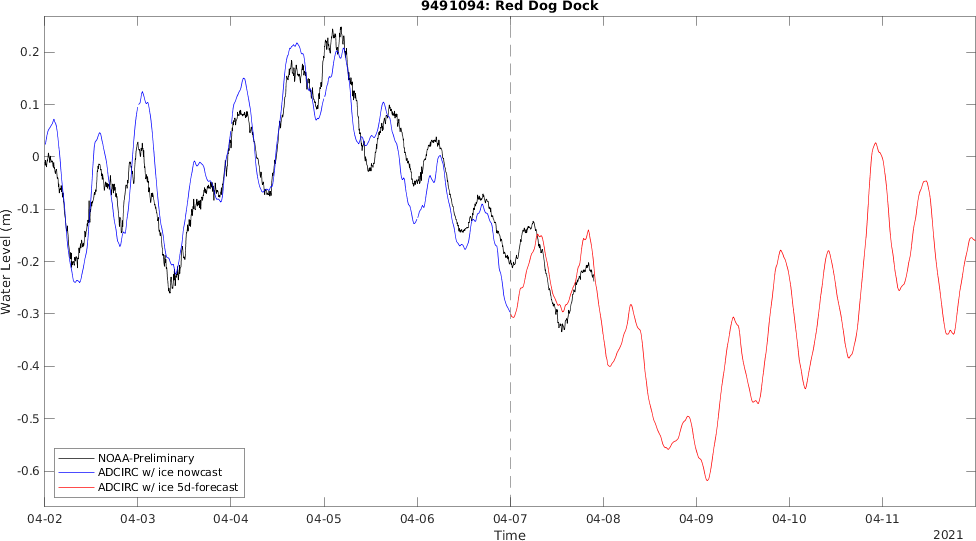 9491094: Red Dog Dock
Water Level (m)
0.2
0.1
0
-0.1
-0.2
-0.3
-0.4
-0.5
-0.6
NOAA-Preliminary
ADCIRC w/ ice nowcast
ADCIRC w/ ice 5d-forecast
04-02 04-03 04-04 04-05 04-06 04-07 04-08 04-09 04-10 04-11
Time
2021